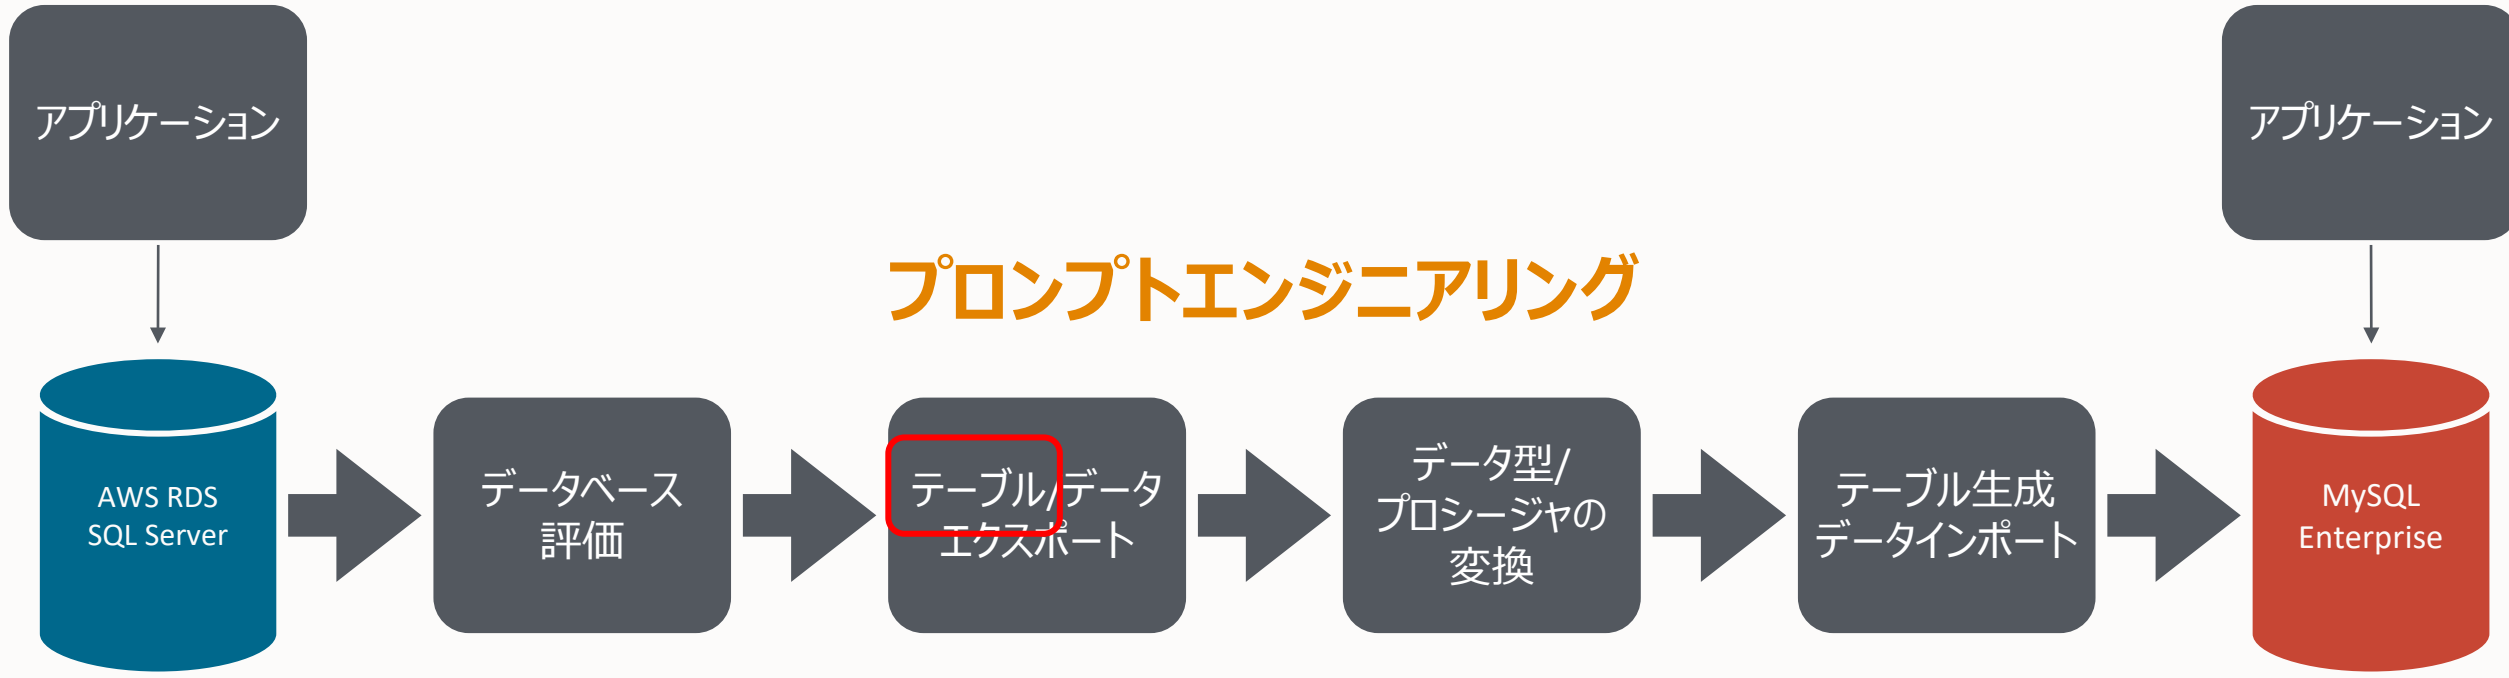 アプリケーション
アプリケーション
プロンプトエンジニアリング
AWS RDS
SQL Server
データベース
評価
テーブル/データ
エクスポート
データ型/
プロシージャの
変換
テーブル生成
データインポート
MySQL
Enterprise